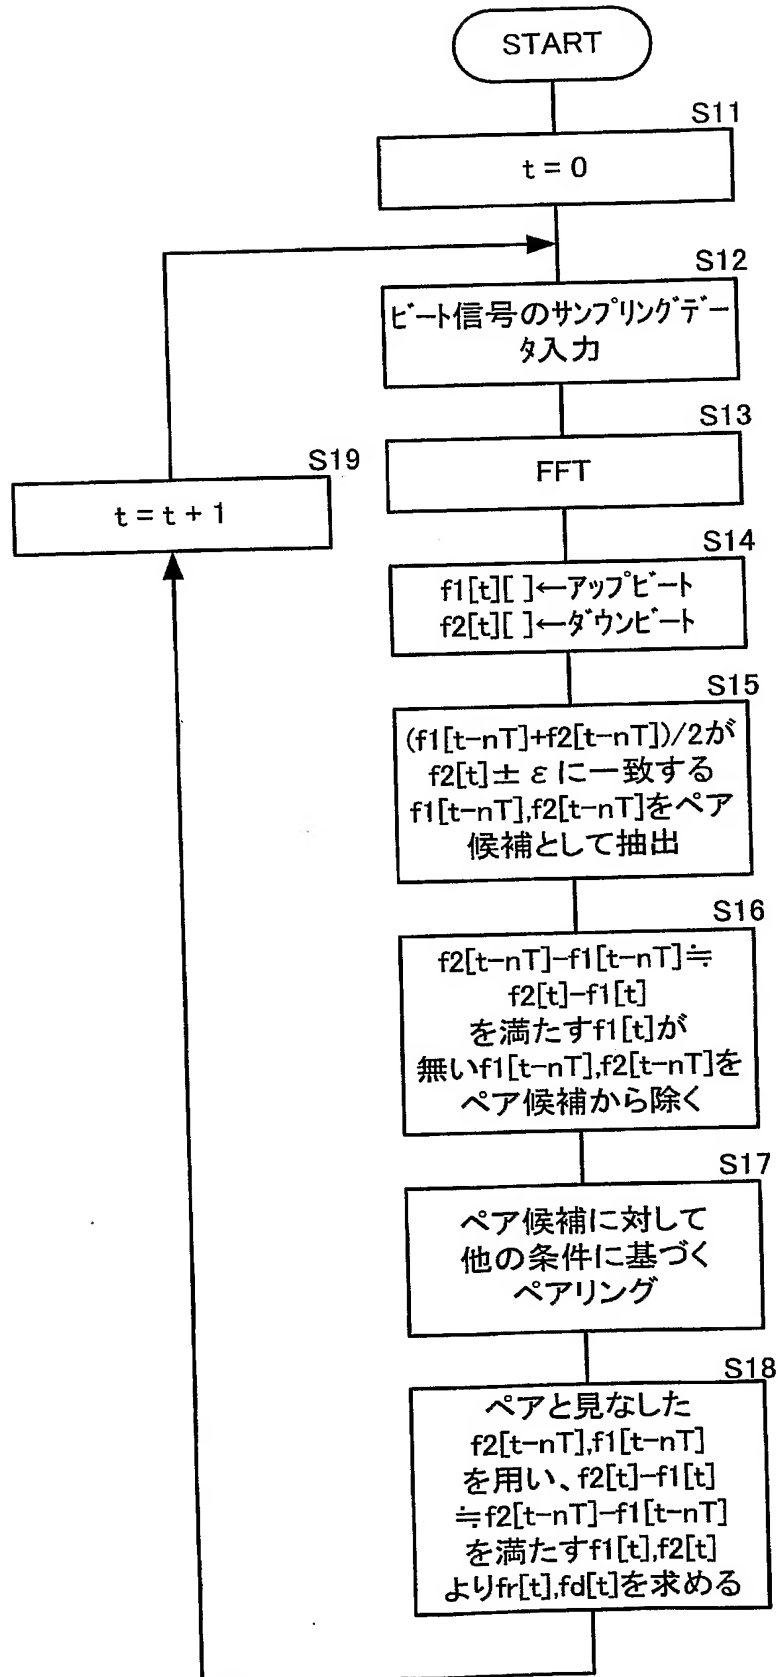 START
S11
t = 0
S12
ビート信号のサンプリングデー
タ入力
S13
FFT
S19
t = t + 1
S14
f1[t][ ]←アップビート
f2[t][ ]←ダウンビート
S15
(f1[t-nT]+f2[t-nT])/2が
f2[t]±εに一致する
f1[t-nT],f2[t-nT]をペア
候補として抽出
S16
f2[t-nT]-f1[t-nT]≒
f2[t]-f1[t]
を満たすf1[t]が
無いf1[t-nT],f2[t-nT]を
ペア候補から除く
S17
ペア候補に対して
他の条件に基づく
ペアリング
S18
ペアと見なした
f2[t-nT],f1[t-nT]
を用い、f2[t]-f1[t]
≒f2[t-nT]-f1[t-nT]
を満たすf1[t],f2[t]
よりfr[t],fd[t]を求める